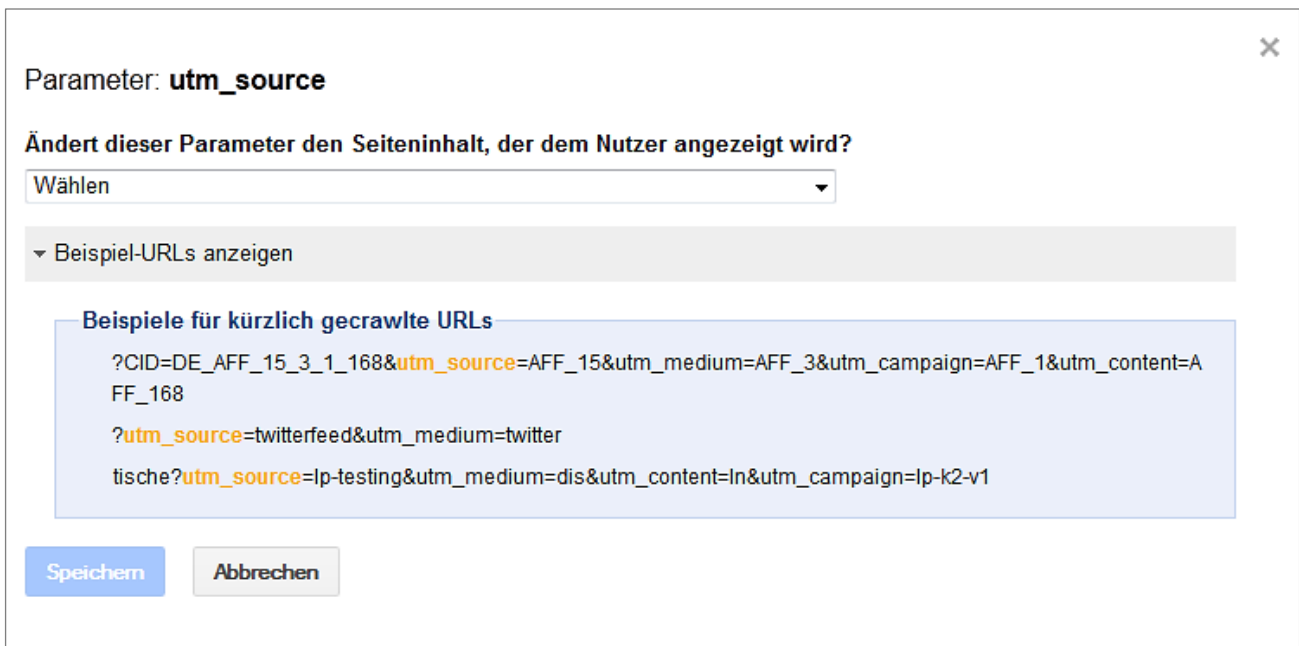 Parameter: utm_source
Ändert dieser Parameter den Seiteninhalt, der dem Nutzer angezeigt wird?
Wählen
Beispiel-URLs anzeigen
Beispiele für kürzlich gecrawlte URLs
?CID=DE_AFF_15_3_1_168&utm_source=AFF_15&utm_medium=AFF_3&utm_campaign=AFF_1&utm_content=A
FF_168
?utm_source=twitterfeed&utm_medium=twitter
tische?utm_source=lp-testing&utm_medium=dis&utm_content=ln&utm_campaign=lp-k2-v1
Speichern Abbrechen